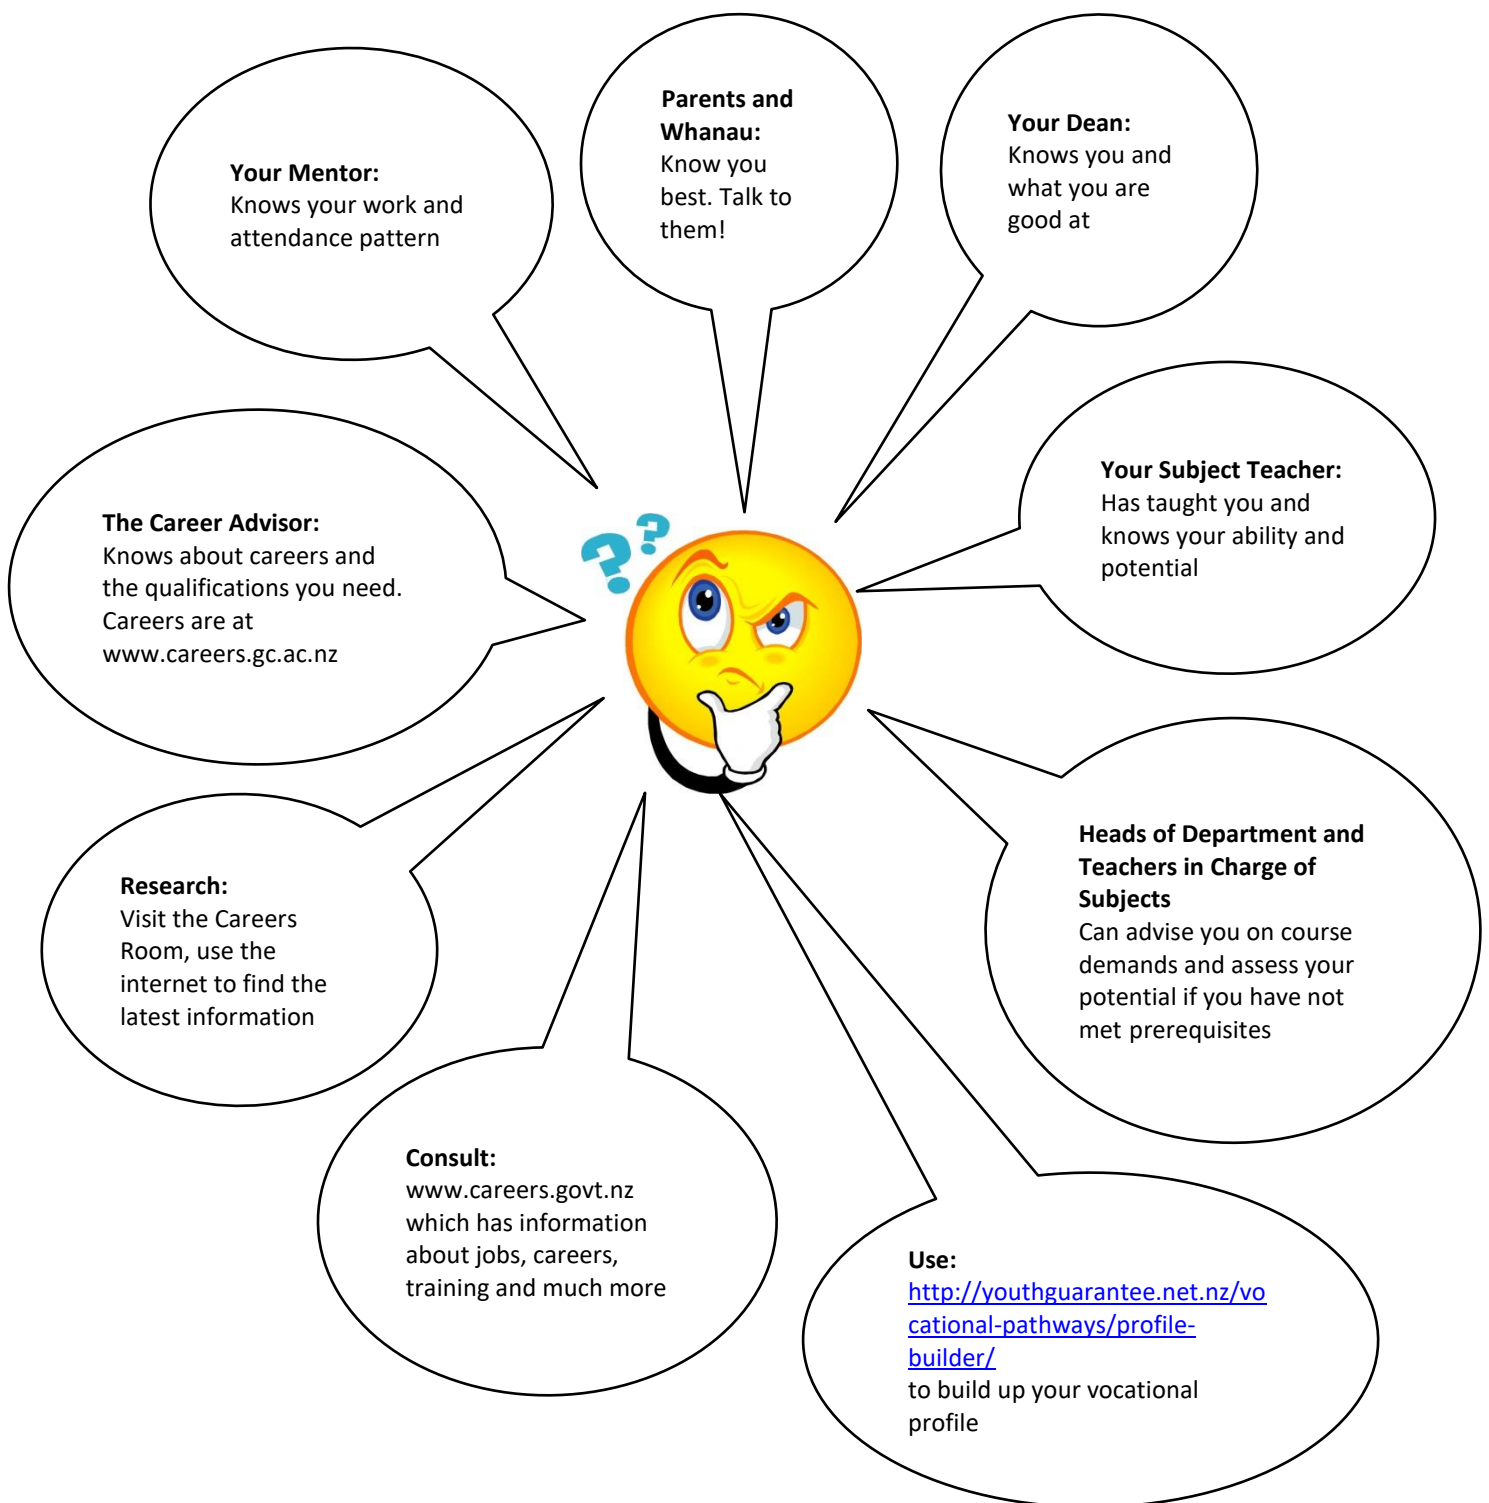 Parents and
Whanau:
Know you
best. Talk to
them!
Your Dean:
Knows you and
what you are
good at
Your Mentor:
Knows your work and
attendance pattern
Your Subject Teacher:
Has taught you and
knows your ability and
potential
The Career Advisor:
Knows about careers and
the qualifications you need.
Careers are at
www.careers.gc.ac.nz
? ?
Heads of Department and
Teachers in Charge of
Subjects
Can advise you on course
demands and assess your
potential if you have not
met prerequisites
Research:
Visit the Careers
Room, use the
internet to find the
latest information
Consult:
www.careers.govt.nz
which has information
about jobs, careers,
training and much more
Use:
http://youthguarantee.net.nz/vo
cational-pathways/profile-
builder/
to build up your vocational
profile